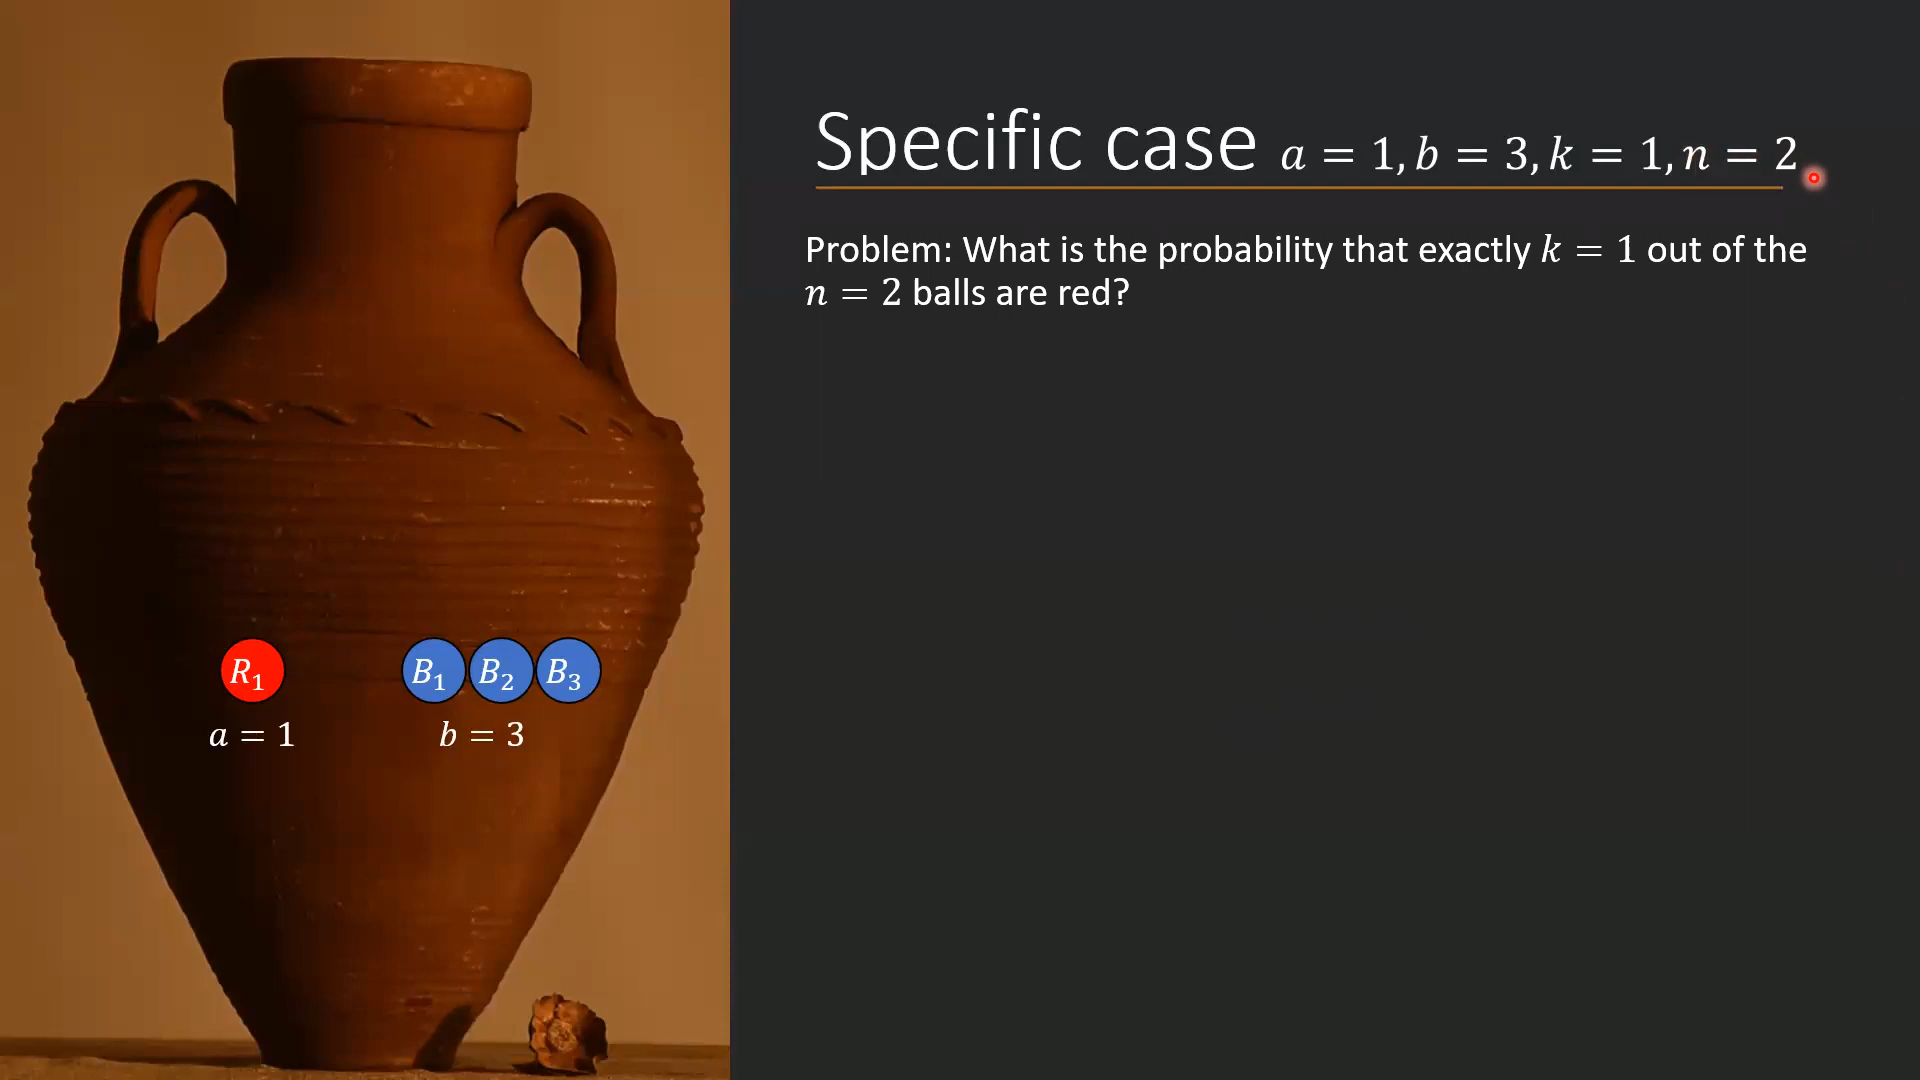 Specific case a = 1, b = 3, k = 1, n = 2
Problem: What is the probability that exactly k = 1 out of the
n = 2 balls are red?
R₁ B₁ B₂ B₃
a = 1 b = 3